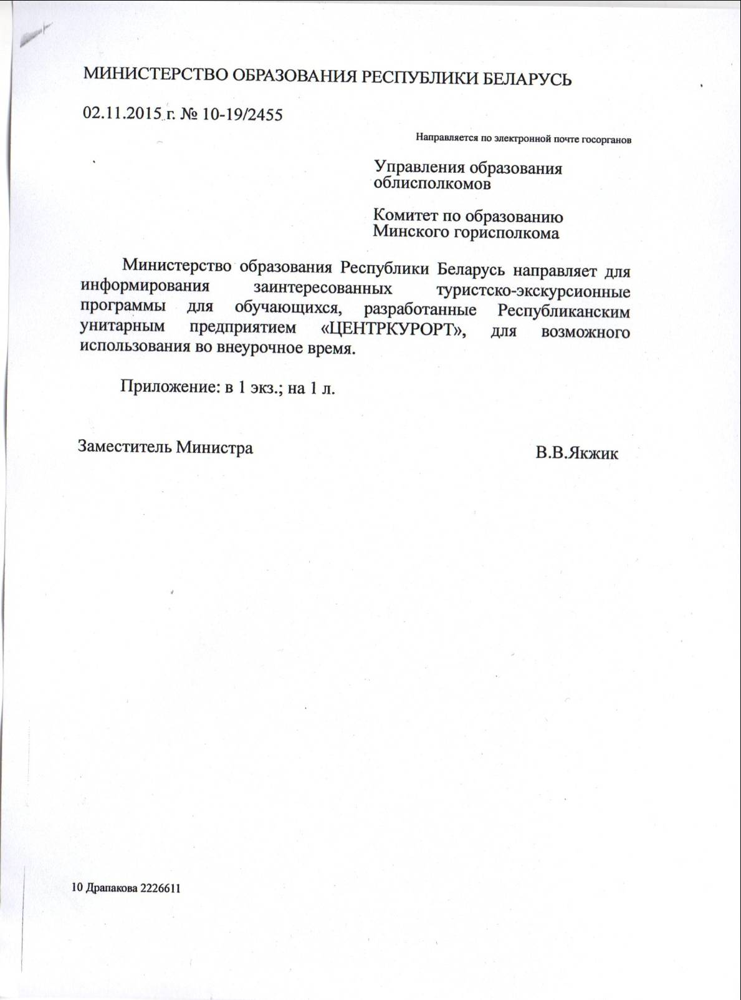 МИНИСТЕРСТВО ОБРАЗОВАНИЯ РЕСПУБЛИКИ БЕЛАРУСЬ
02.11.2015 г. № 10-19/2455
Направляется по электронной почте госорганов
Управления образования
облисполкомов
Комитет по образованию
Минского горисполкома
Министерство образования Республики Беларусь направляет для
информирования заинтересованных туристско-экскурсионные
программы для обучающихся, разработанные Республиканским
унитарным предприятием «ЦЕНТРКУРОРТ», для возможного
использования во внеурочное время.
Приложение: в 1 экз.; на 1 л.
Заместитель Министра В.В.Якжик
10 Драпакова 2226611